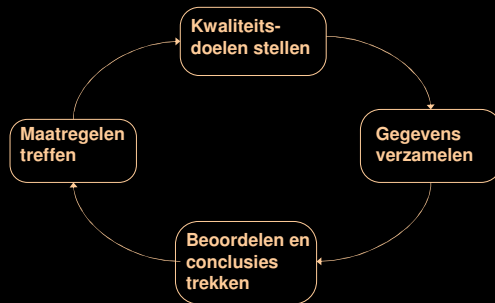 Kwaliteits-
doelen stellen
Gegevens
verzamelen
Beoordelen en
conclusies
trekken
Maatregelen
treffen